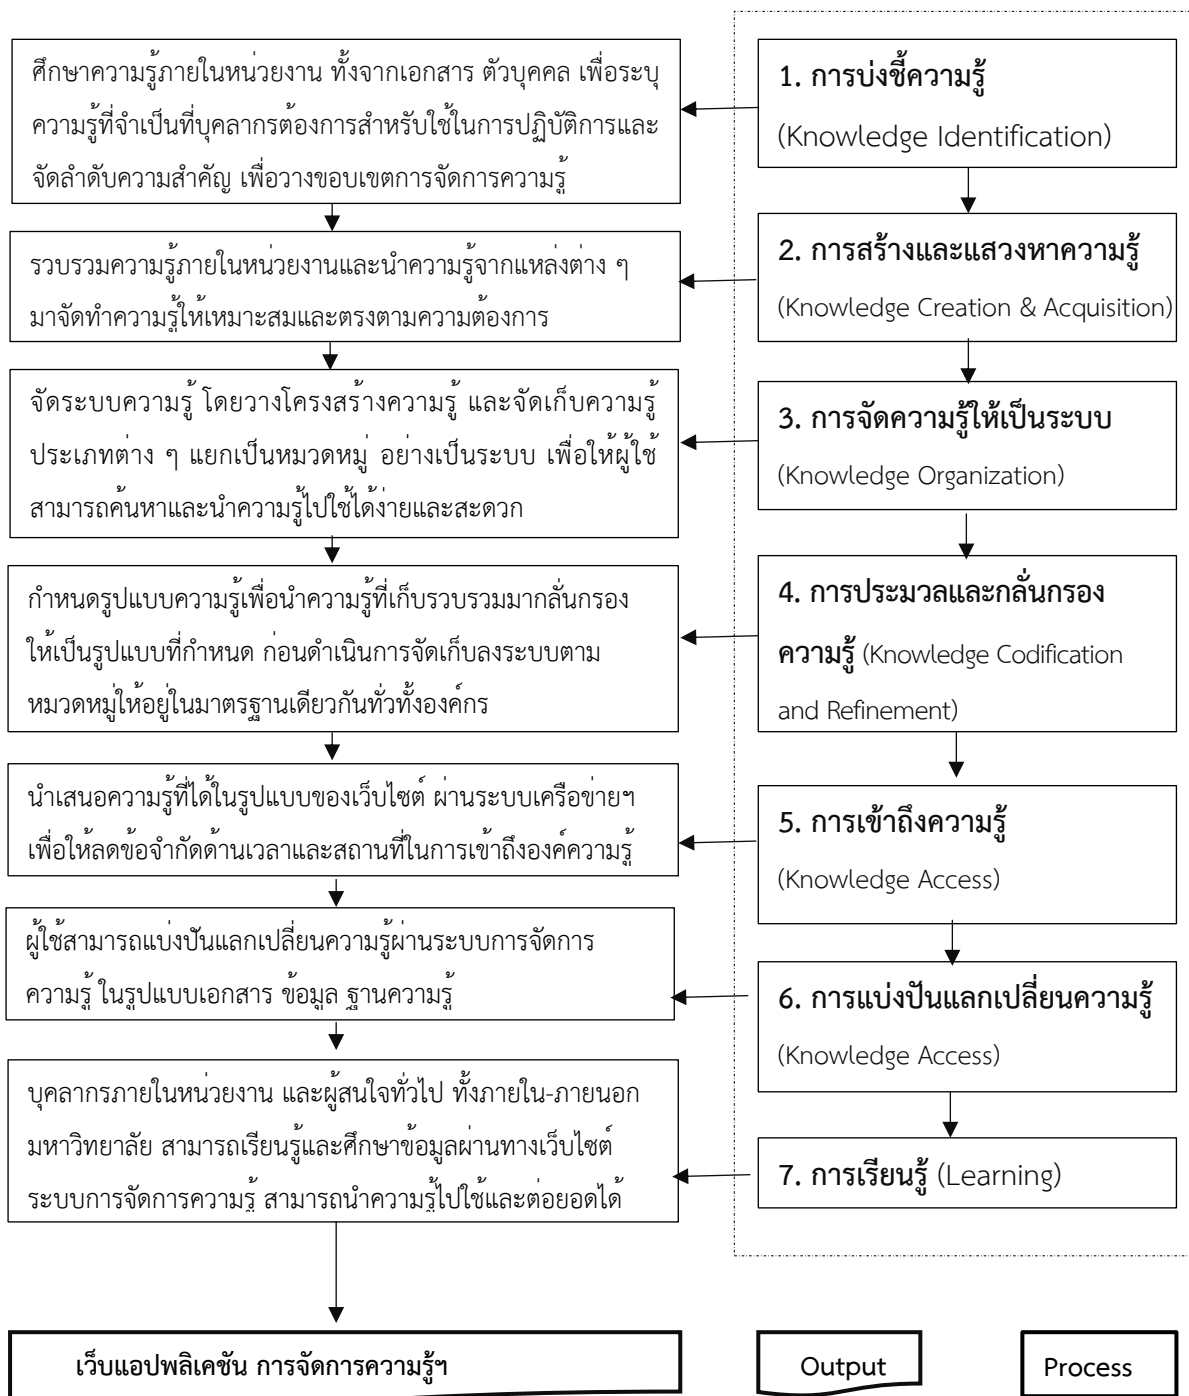 ศึกษาความรู้ภายในหน่วยงาน ทั้งจากเอกสาร ตัวบุคคล เพื่อระบุ
ความรู้ที่จำเป็นที่บุคลากรต้องการสำหรับใช้ในการปฏิบัติการและ
จัดลำดับความสำคัญ เพื่อวางขอบเขตการจัดการความรู้
1. การบ่งชี้ความรู้
(Knowledge Identification)
รวบรวมความรู้ภายในหน่วยงานและนำความรู้จากแหล่งต่าง ๆ
มาจัดทำความรู้ให้เหมาะสมและตรงตามความต้องการ
2. การสร้างและแสวงหาความรู้
(Knowledge Creation & Acquisition)
จัดระบบความรู้ โดยวางโครงสร้างความรู้ และจัดเก็บความรู้
ประเภทต่าง ๆ แยกเป็นหมวดหมู่ อย่างเป็นระบบ เพื่อให้ผู้ใช้
สามารถค้นหาและนำความรู้ไปใช้ได้ง่ายและสะดวก
3. การจัดความรู้ให้เป็นระบบ
(Knowledge Organization)
กำหนดรูปแบบความรู้เพื่อนำความรู้ที่เก็บรวบรวมมากลั่นกรอง
ให้เป็นรูปแบบที่กำหนด ก่อนดำเนินการจัดเก็บลงระบบตาม
หมวดหมู่ให้อยู่ในมาตรฐานเดียวกันทั่วทั้งองค์กร
4. การประมวลและกลั่นกรอง
ความรู้ (Knowledge Codification
and Refinement)
นำเสนอความรู้ที่ได้ในรูปแบบของเว็บไซต์ ผ่านระบบเครือข่ายฯ
เพื่อให้ลดข้อจำกัดด้านเวลาและสถานที่ในการเข้าถึงองค์ความรู้
5. การเข้าถึงความรู้
(Knowledge Access)
ผู้ใช้สามารถแบ่งปันแลกเปลี่ยนความรู้ผ่านระบบการจัดการ
ความรู้ ในรูปแบบเอกสาร ข้อมูล ฐานความรู้
6. การแบ่งปันแลกเปลี่ยนความรู้
(Knowledge Access)
บุคลากรภายในหน่วยงาน และผู้สนใจทั่วไป ทั้งภายใน-ภายนอก
มหาวิทยาลัย สามารถเรียนรู้และศึกษาข้อมูลผ่านทางเว็บไซต์
ระบบการจัดการความรู้ สามารถนำความรู้ไปใช้และต่อยอดได้
7. การเรียนรู้ (Learning)
เว็บแอปพลิเคชัน การจัดการความรู้ฯ
Output
Process